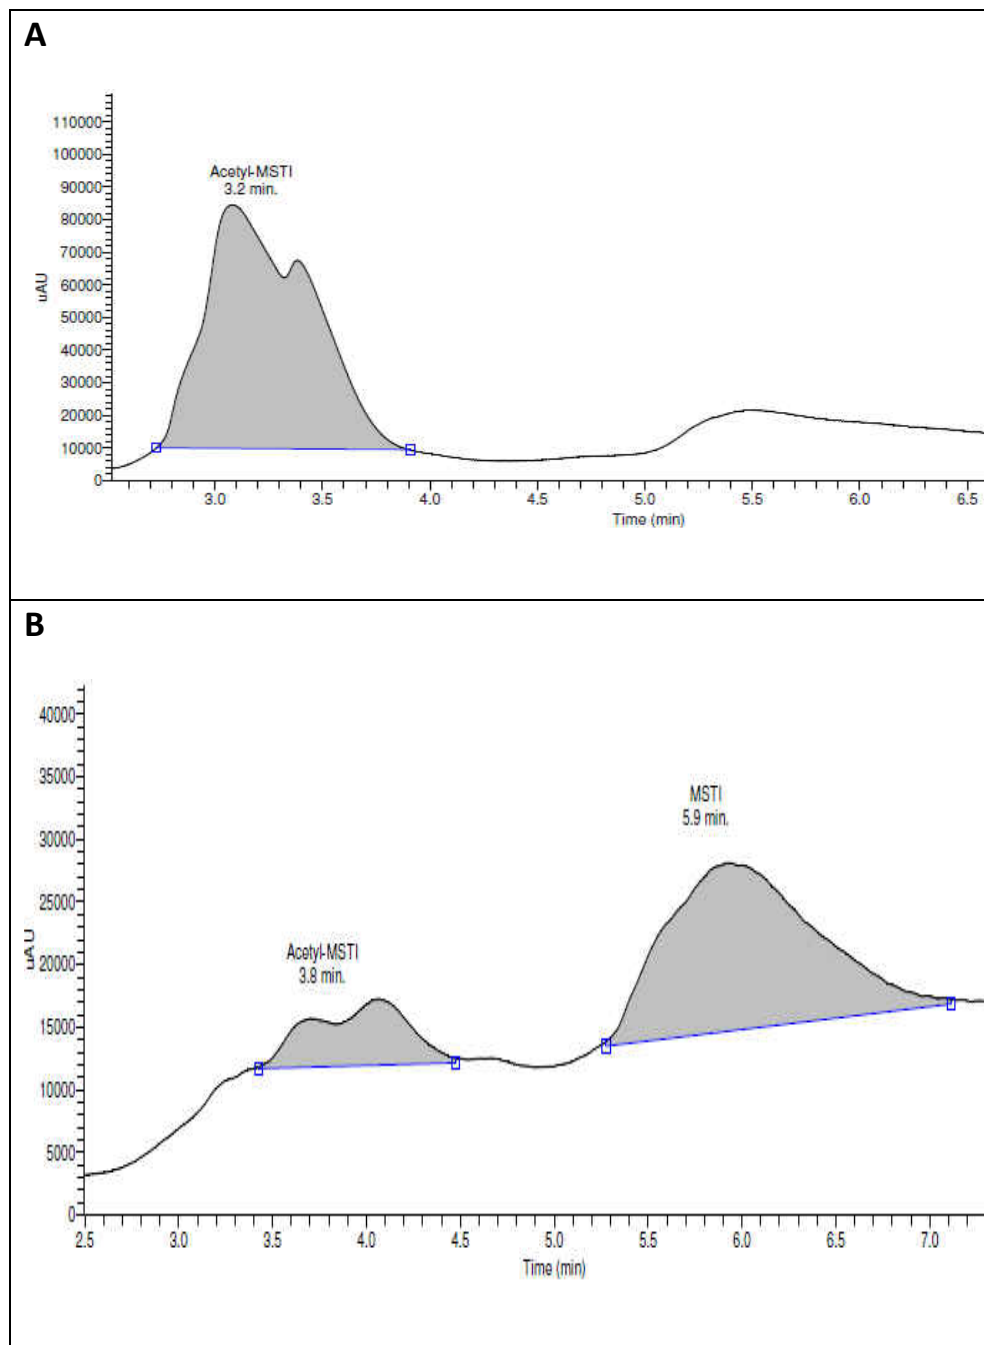 A
Acetyl-MSTI
3.2 min.
110000
100000
90000
80000
70000
60000
50000
40000
30000
20000
10000
0
uAU
3.0 3.5 4.0 4.5 5.0 5.5 6.0 6.5
Time (min)
B
40000
35000
30000
25000
20000
15000
10000
5000
0
uAU
MSTI
5.9 min.
Acetyl-MSTI
3.8 min.
2.5 3.0 3.5 4.0 4.5 5.0 5.5 6.0 6.5 7.0
Time (min)